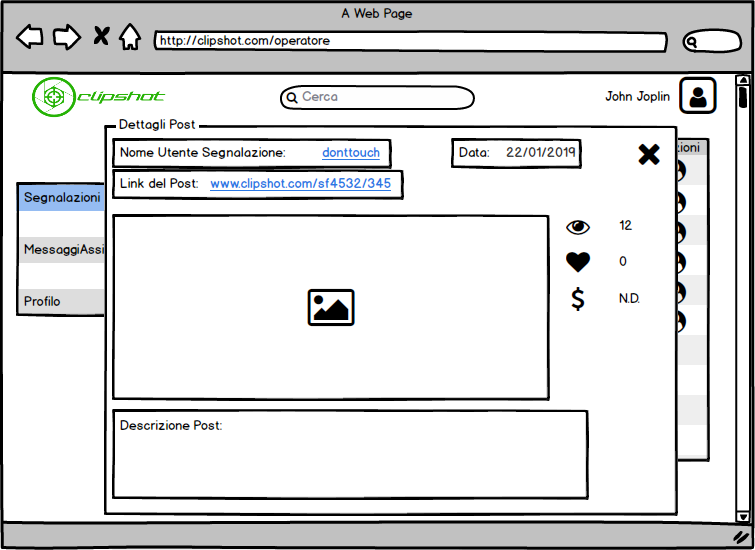 A Web Page
http://clipshot.com/operatore
clipshot
Cerca
John Joplin
Dettagli Post
Nome Utente Segnalazione: donttouch
Data: 22/01/2019
Link del Post: www.clipshot.com/sf4532/345
Segnalazioni
MessaggiAssi
Profilo
12
0
$ N.D.
Descrizione Post: